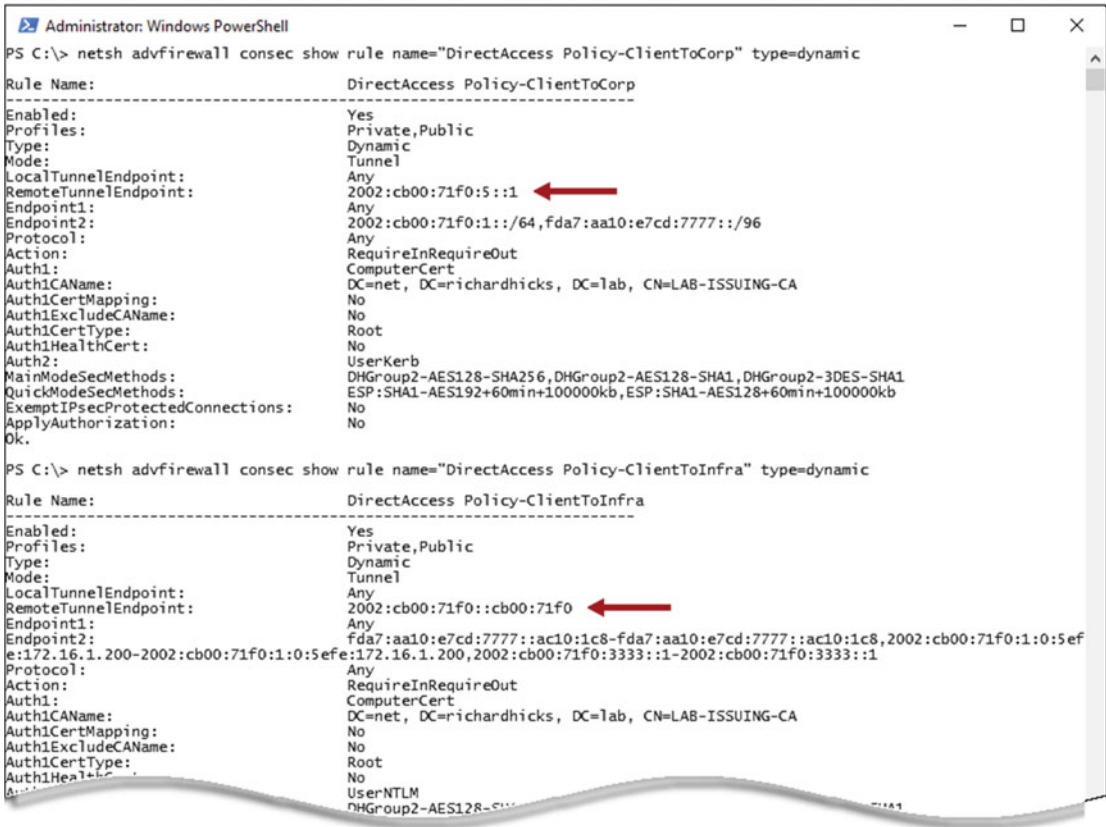 Administrator: Windows PowerShell
PS C:\> netsh advfirewall consec show rule name="DirectAccess Policy-ClientToCorp" type=dynamic
Rule Name: DirectAccess Policy-ClientToCorp
----------------------------------------------------------------------
Enabled: Yes
Profiles: Private,Public
Type: Dynamic
Mode: Tunnel
LocalTunnelEndpoint: Any
RemoteTunnelEndpoint: 2002:cb00:71f0:5::1
Endpoint1: Any
Endpoint2: 2002:cb00:71f0:1::/64,fda7:aa10:e7cd:7777::/96
Protocol: Any
Action: RequireInRequireOut
Auth1: ComputerCert
Auth1CAName: DC=net, DC=richardhicks, DC=lab, CN=LAB-ISSUING-CA
Auth1CertMapping: No
Auth1ExcludeCAName: No
Auth1CertType: Root
Auth1HealthCert: No
Auth2: UserKerb
MainModeSecMethods: DHGroup2-AES128-SHA256,DHGroup2-AES128-SHA1,DHGroup2-3DES-SHA1
QuickModeSecMethods: ESP:SHA1-AES192+60min+100000kb,ESP:SHA1-AES128+60min+100000kb
ExemptIPsecProtectedConnections: No
ApplyAuthorization: No
Ok.
PS C:\> netsh advfirewall consec show rule name="DirectAccess Policy-ClientToInfra" type=dynamic
Rule Name: DirectAccess Policy-ClientToInfra
----------------------------------------------------------------------
Enabled: Yes
Profiles: Private,Public
Type: Dynamic
Mode: Tunnel
LocalTunnelEndpoint: Any
RemoteTunnelEndpoint: 2002:cb00:71f0::cb00:71f0
Endpoint1: Any
Endpoint2: fda7:aa10:e7cd:7777::ac10:1c8-fda7:aa10:e7cd:7777::ac10:1c8,2002:cb00:71f0:1:0:5ef
e:172.16.1.200-2002:cb00:71f0:1:0:5efe:172.16.1.200,2002:cb00:71f0:3333::1-2002:cb00:71f0:3333::1
Protocol: Any
Action: RequireInRequireOut
Auth1: ComputerCert
Auth1CAName: DC=net, DC=richardhicks, DC=lab, CN=LAB-ISSUING-CA
Auth1CertMapping: No
Auth1ExcludeCAName: No
Auth1CertType: Root
No
UserNTLM